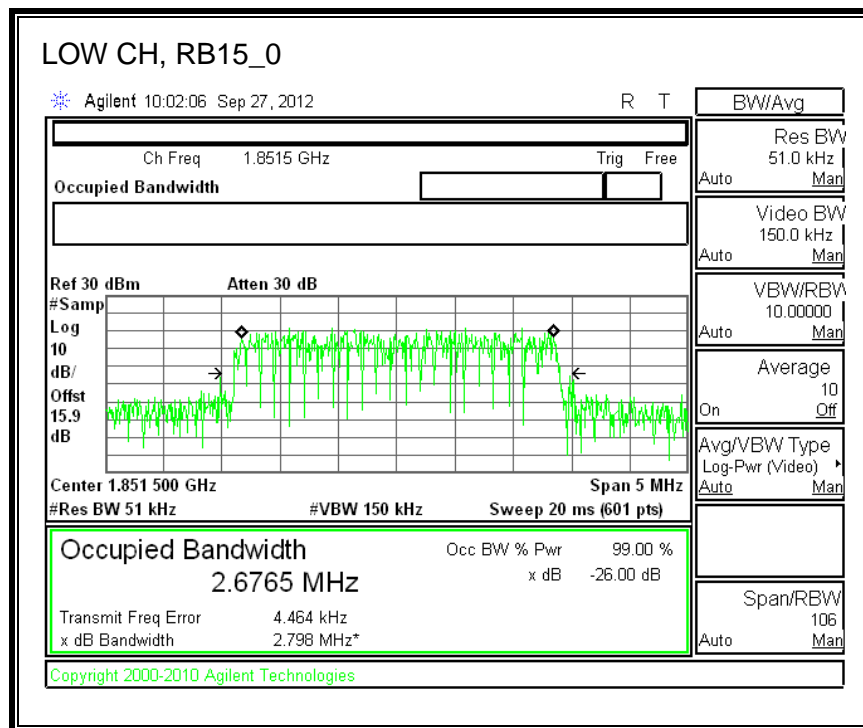 LOW CH, RB15_0
Agilent 10:02:06 Sep 27, 2012 R T
Ch Freq 1.8515 GHz Trig Free
Occupied Bandwidth
Ref 30 dBm Atten 30 dB
#Samp
Log
10
dB/
Offst
15.9
dB
Center 1.851 500 GHz Span 5 MHz
#Res BW 51 kHz #VBW 150 kHz Sweep 20 ms (601 pts)
Occupied Bandwidth
2.6765 MHz
Occ BW % Pwr 99.00 %
x dB -26.00 dB
Transmit Freq Error 4.464 kHz
x dB Bandwidth 2.798 MHz*
Copyright 2000-2010 Agilent Technologies
BW/Avg
Res BW
51.0 kHz
Auto Man
Video BW
150.0 kHz
Auto Man
VBW/RBW
10.00000
Auto Man
Average
10
On Off
Avg/VBW Type
Log-Pwr (Video)
Auto Man
Span/RBW
106
Auto Man